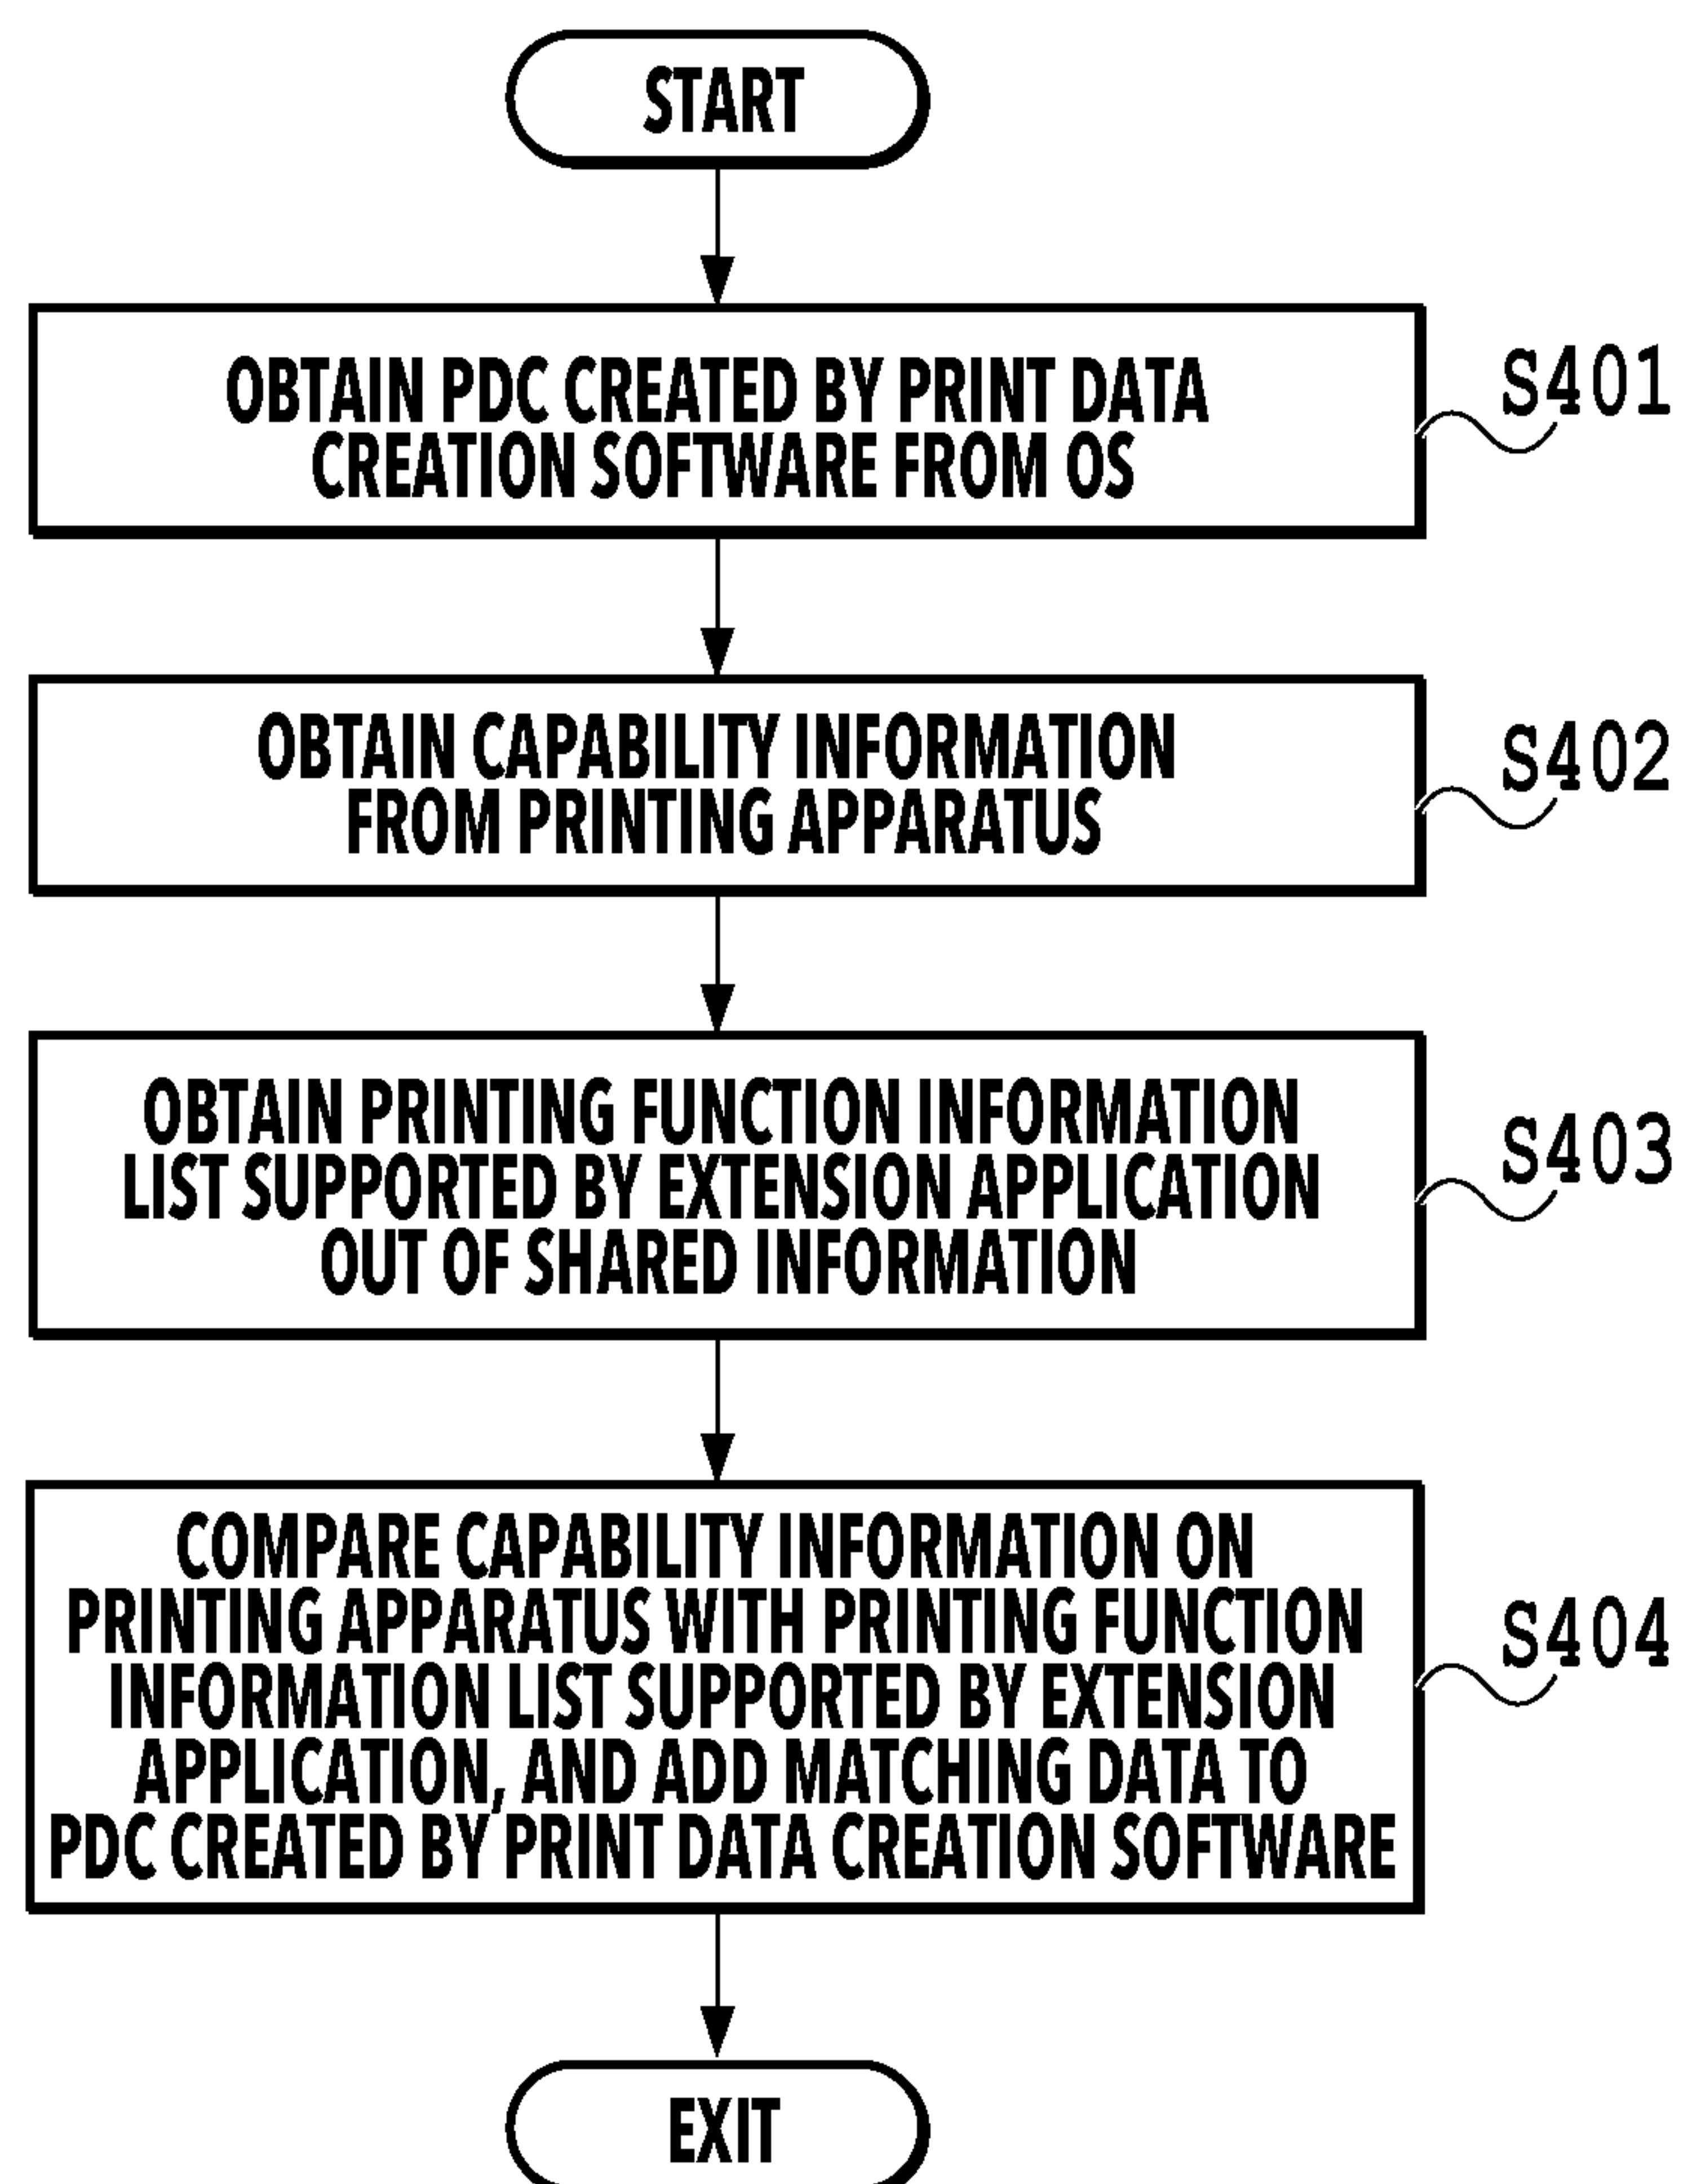 START
OBTAIN PDC CREATED BY PRINT DATA
CREATION SOFTWARE FROM OS
S401
OBTAIN CAPABILITY INFORMATION
FROM PRINTING APPARATUS
S402
OBTAIN PRINTING FUNCTION INFORMATION
LIST SUPPORTED BY EXTENSION APPLICATION
OUT OF SHARED INFORMATION
S403
COMPARE CAPABILITY INFORMATION ON
PRINTING APPARATUS WITH PRINTING FUNCTION
INFORMATION LIST SUPPORTED BY EXTENSION
APPLICATION, AND ADD MATCHING DATA TO
PDC CREATED BY PRINT DATA CREATION SOFTWARE
S404
EXIT